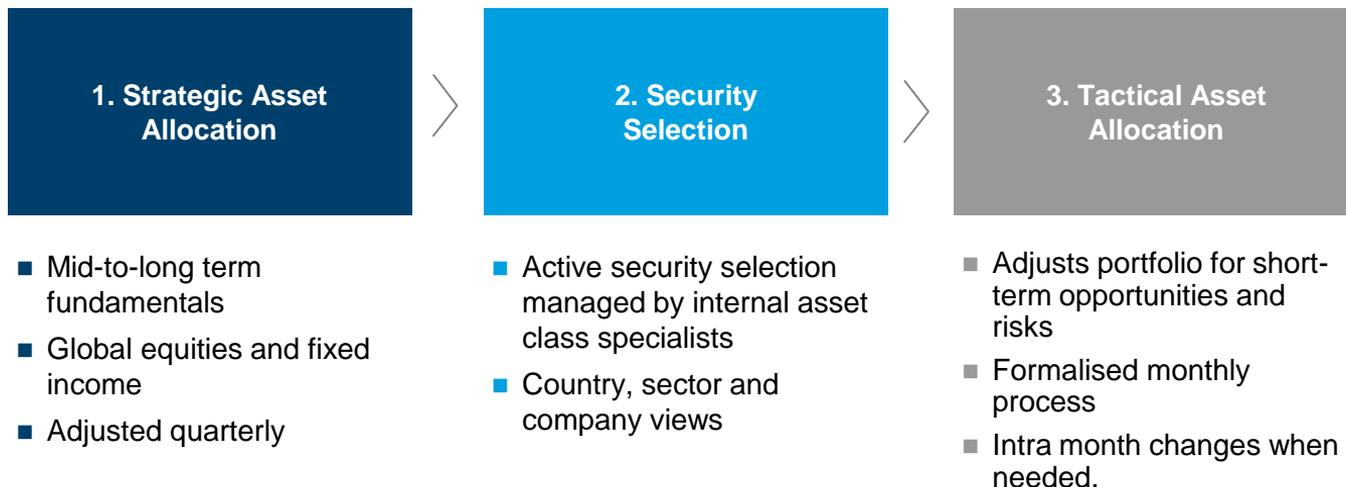 1. Strategic Asset
Allocation
2. Security
Selection
3. Tactical Asset
Allocation
■ Mid-to-long term
fundamentals
■ Global equities and fixed
income
■ Adjusted quarterly
■ Active security selection
managed by internal asset
class specialists
■ Country, sector and
company views
■ Adjusts portfolio for short-
term opportunities and
risks
■ Formalised monthly
process
■ Intra month changes when
needed.